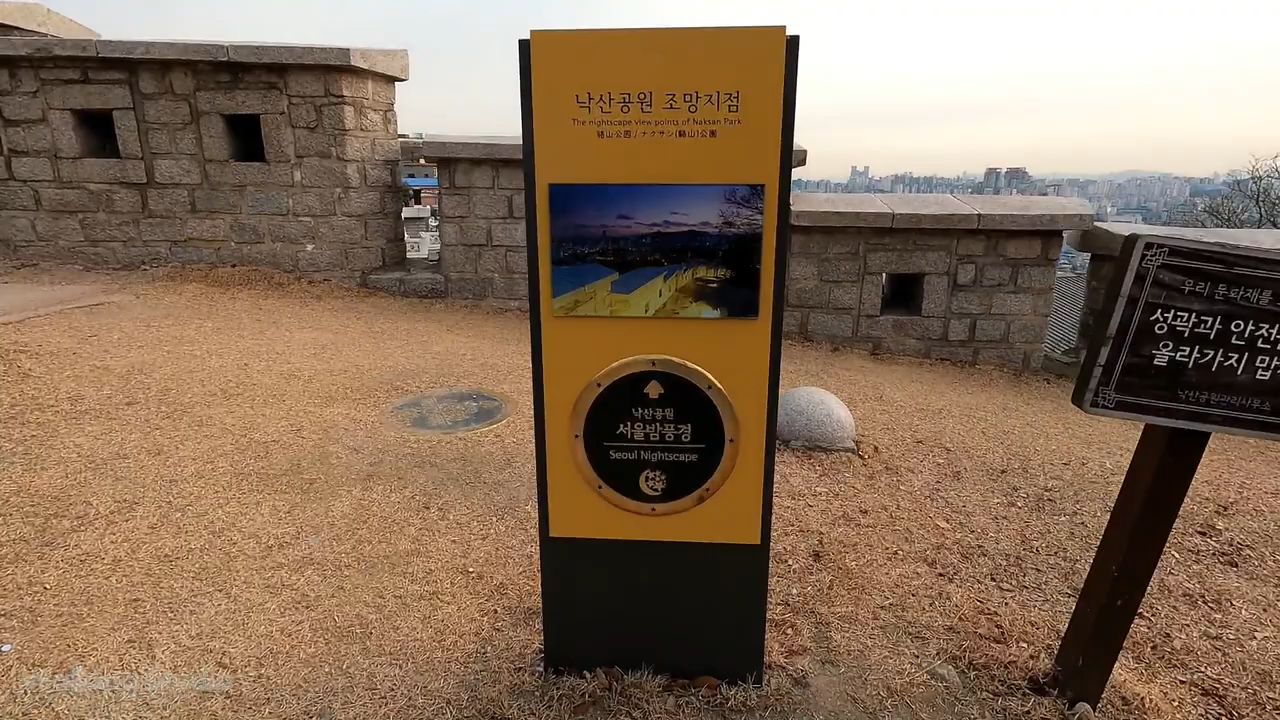 낙산공원 조망지점
The nightscape view points of Naksan Park
駱山公园 / ナクサン(駱山)公園
낙산공원
서울밤풍경
Seoul Nightscape
우리 문화재를
성곽과 안전
올라가지 맙
낙산공원관리사무소